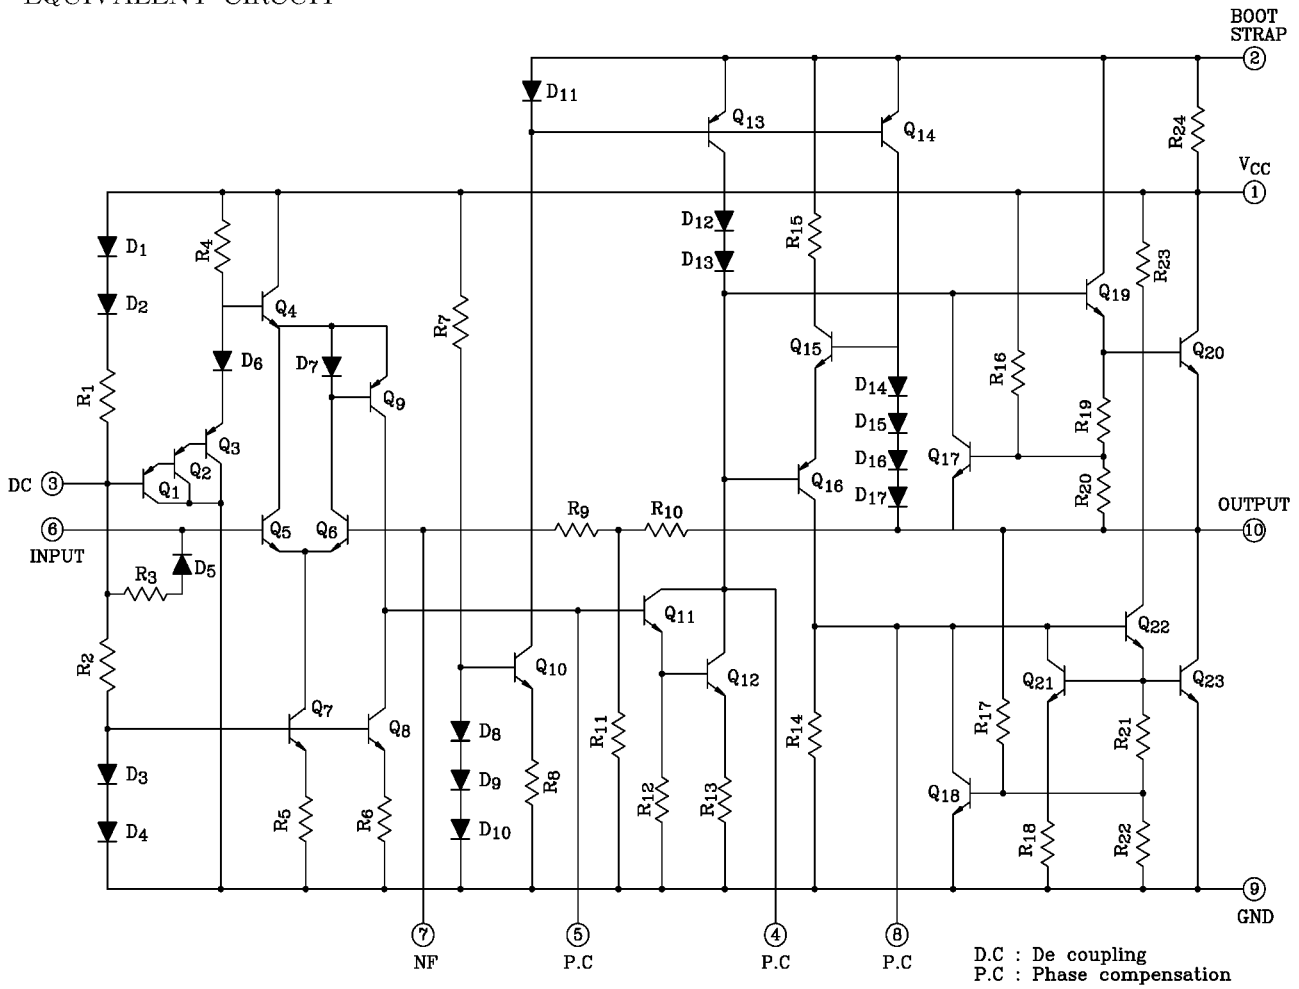 EQUIVALENT CIRCUIT
BOOT
STRAP
2
D11
Q13
Q14
R24
VCC
1
D1
R4
D12
R15
D13
R23
D2
Q4
Q19
R7
D6
D7
Q15
R16
Q20
R1
Q9
D14
D15
R19
Q3
D16
Q17
Q2
DC 3
Q1
Q16
D17
R20
OUTPUT
10
6
INPUT
Q5
Q6
R9
R10
D5
R3
Q11
Q22
R2
Q10
Q12
Q21
Q23
Q7
Q8
D8
R11
R14
R17
R21
D3
D9
R8
R12
R13
Q18
D4
R5
R6
D10
R18
R22
9
GND
7
5
4
8
NF
P.C
P.C
P.C
D.C : De coupling
P.C : Phase compensation